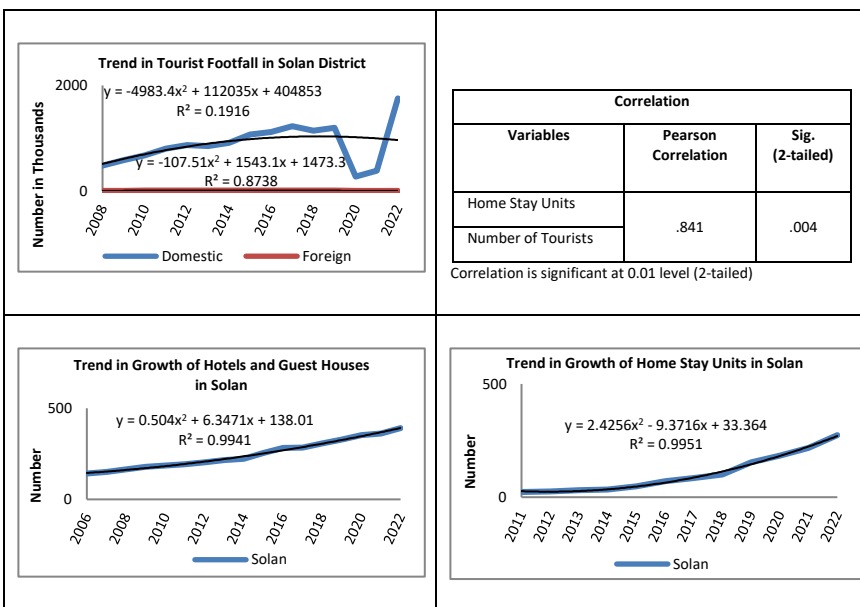 Trend in Tourist Footfall in Solan District
y = -4983.4x² + 112035x + 404853
R² = 0.1916
y = -107.51x² + 1543.1x + 1473.3
R² = 0.8738
Number in Thousands
2000
0
2008
2010
2012
2014
2016
2018
2020
2022
Domestic
Foreign
Correlation
Variables
Pearson Correlation
Sig. (2-tailed)
Home Stay Units
Number of Tourists
.841
.004
Correlation is significant at 0.01 level (2-tailed)
Trend in Growth of Hotels and Guest Houses
in Solan
y = 0.504x² + 6.3471x + 138.01
R² = 0.9941
Number
500
0
2006
2008
2010
2012
2014
2016
2018
2020
2022
Solan
Trend in Growth of Home Stay Units in Solan
y = 2.4256x² - 9.3716x + 33.364
R² = 0.9951
Number
500
0
2011
2012
2013
2014
2015
2016
2017
2018
2019
2020
2021
2022
Solan